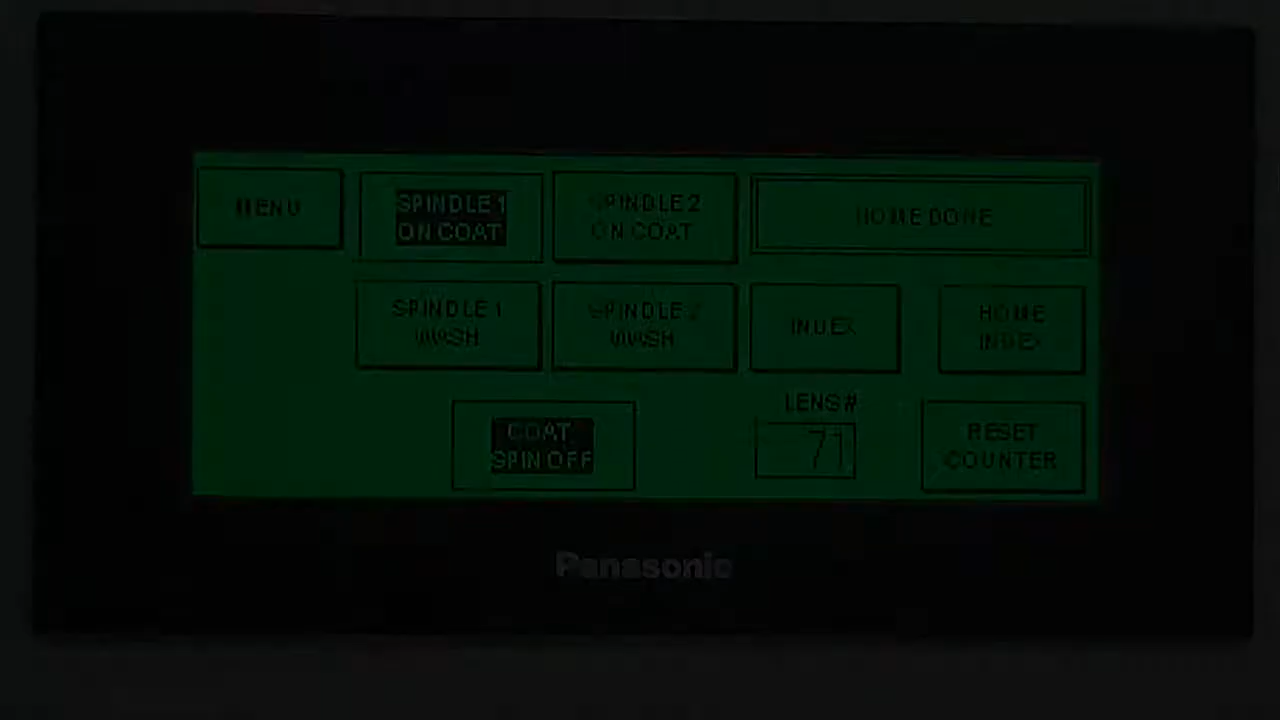 MENU
SPINDLE 1
ON COAT
SPINDLE 2
ON COAT
HOME DONE
SPINDLE 1
WASH
SPINDLE 2
WASH
INDEX
HOME
INDEX
COAT
SPIN OFF
LENS#
71
RESET
COUNTER
Panasonic